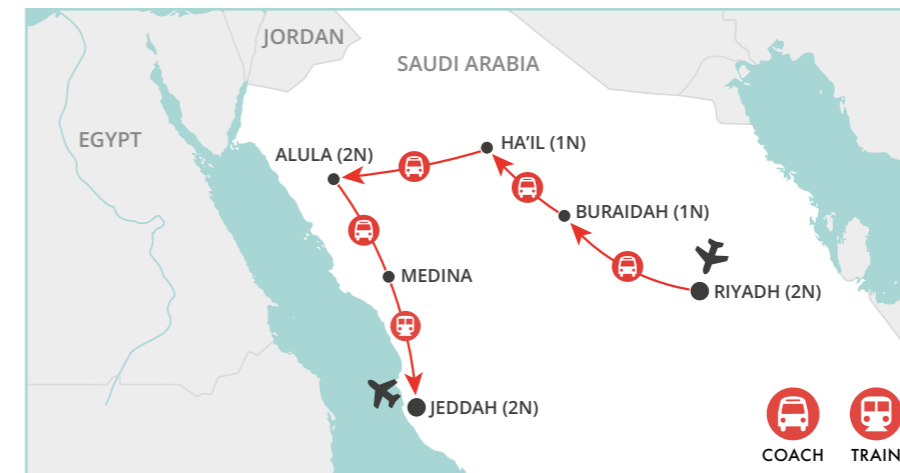 JORDAN
SAUDI ARABIA
EGYPT
HA'IL (1N)
ALULA (2N)
BURAIDAH (1N)
MEDINA
RIYADH (2N)
JEDDAH (2N)
COACH
TRAIN